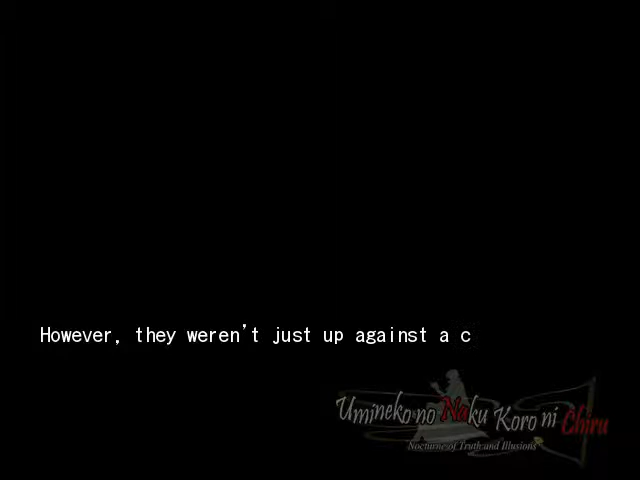 However, they weren't just up against a c
Umineko no Naku Koro ni Chiru
Nocturne of Truth and Illusions